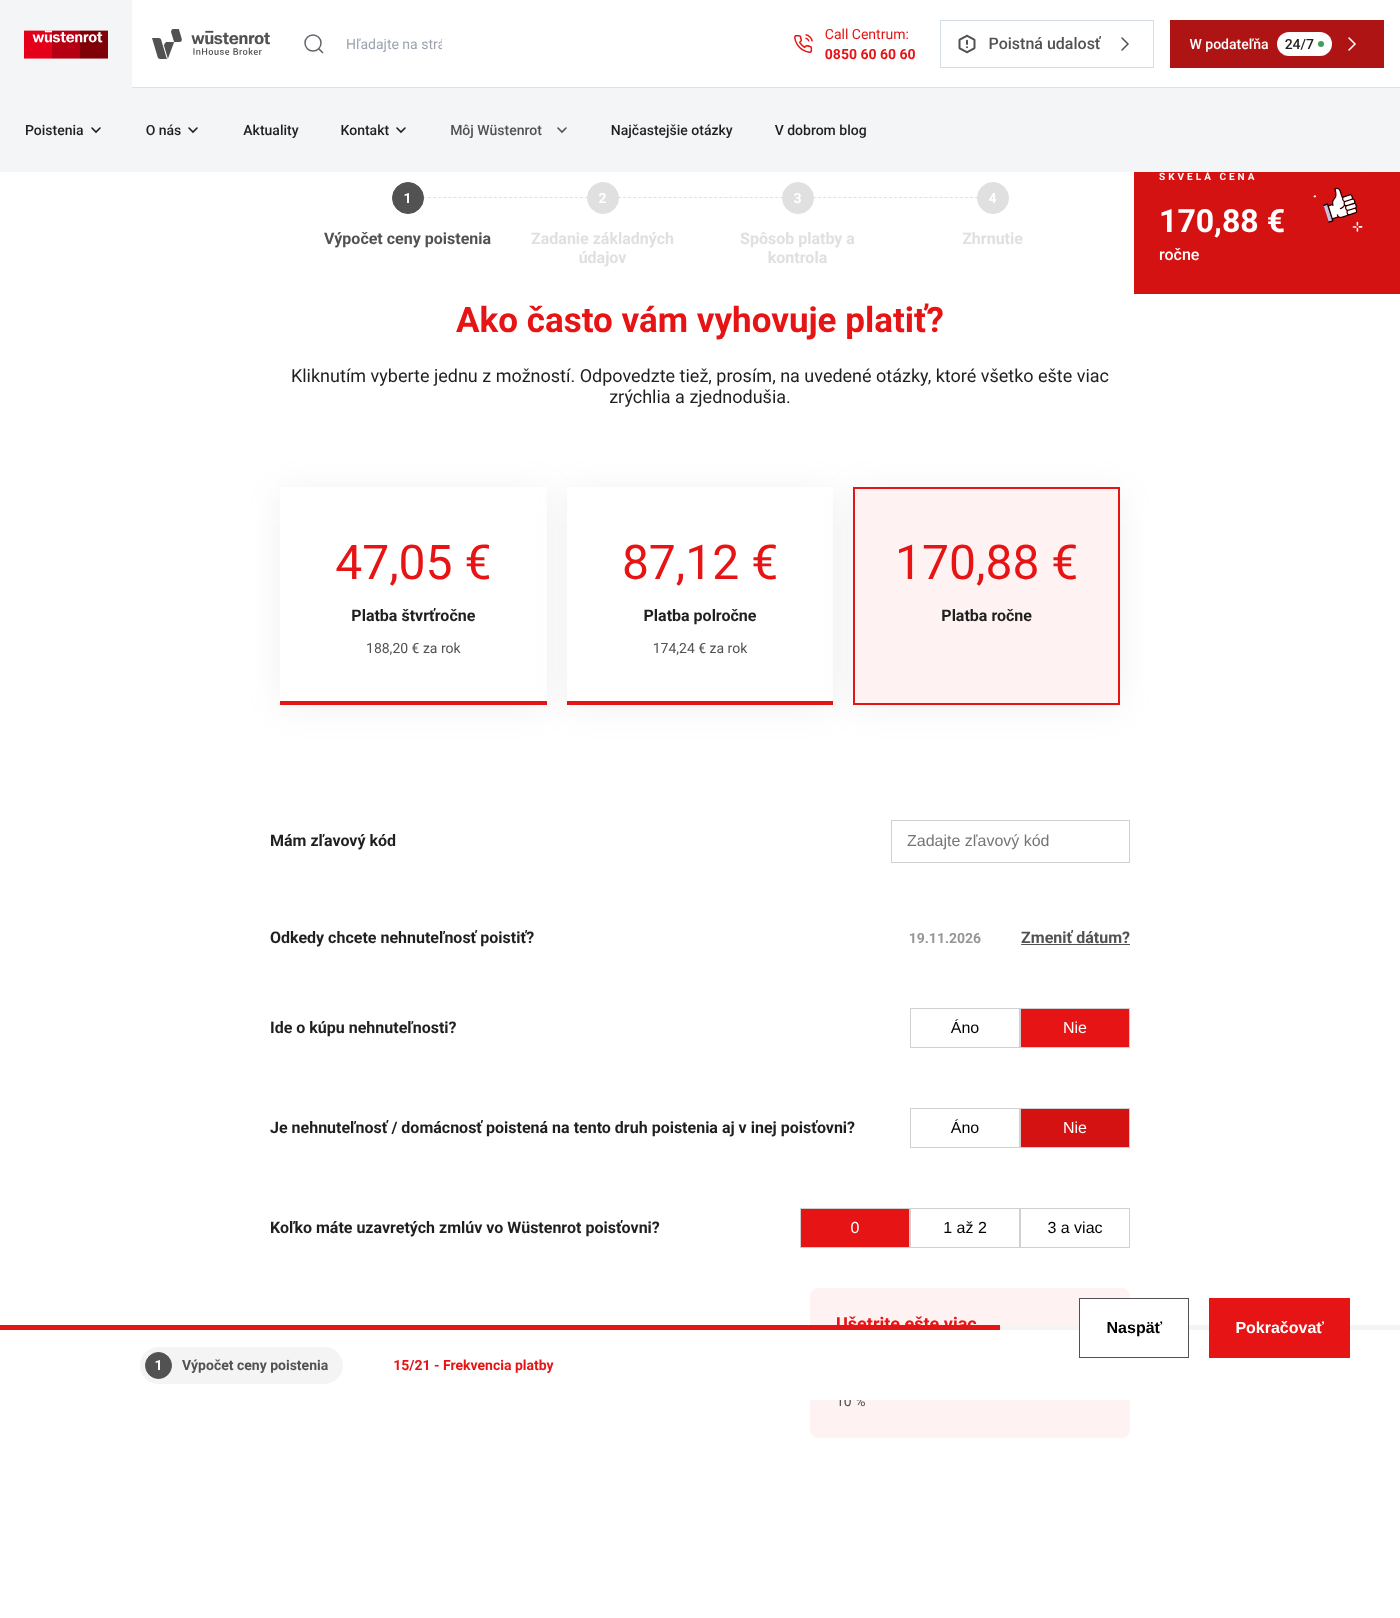 wüstenrot
wüstenrot
InHouse Broker
Hľadajte na strá
Call Centrum:
0850 60 60 60
Poistná udalosť
W podateľňa 24/7
Poistenia
O nás
Aktuality
Kontakt
Môj Wüstenrot
Najčastejšie otázky
V dobrom blog
1
2
3
4
Výpočet ceny poistenia
Zadanie základných
údajov
Spôsob platby a
kontrola
Zhrnutie
SKVELÁ CENA
170,88 €
ročne
Ako často vám vyhovuje platiť?
Kliknutím vyberte jednu z možností. Odpovedzte tiež, prosím, na uvedené otázky, ktoré všetko ešte viac
zrýchlia a zjednodušia.
47,05 €
Platba štvrťročne
188,20 € za rok
87,12 €
Platba polročne
174,24 € za rok
170,88 €
Platba ročne
Mám zľavový kód
Zadajte zľavový kód
Odkedy chcete nehnuteľnosť poistiť?
19.11.2026
Zmeniť dátum?
Ide o kúpu nehnuteľnosti?
Áno
Nie
Je nehnuteľnosť / domácnosť poistená na tento druh poistenia aj v inej poisťovni?
Áno
Nie
Koľko máte uzavretých zmlúv vo Wüstenrot poisťovni?
0
1 až 2
3 a viac
Ušetrite ešte viac
Naspäť
Pokračovať
1 Výpočet ceny poistenia
15/21 - Frekvencia platby
10 %